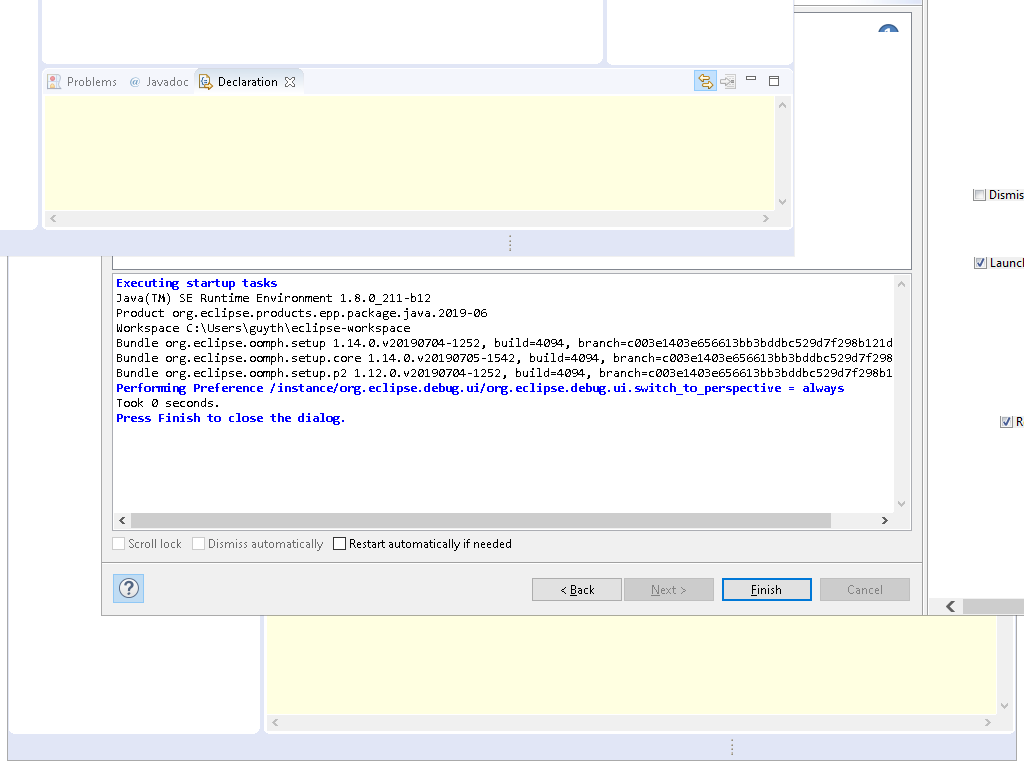 Problems @ Javadoc Declaration
Dismis
Launch
Executing startup tasks
Java(TM) SE Runtime Environment 1.8.0_211-b12
Product org.eclipse.products.epp.package.java.2019-06
Workspace C:\Users\guyth\eclipse-workspace
Bundle org.eclipse.oomph.setup 1.14.0.v20190704-1252, build=4094, branch=c003e1403e656613bb3bddbc529d7f298b121d
Bundle org.eclipse.oomph.setup.core 1.14.0.v20190705-1542, build=4094, branch=c003e1403e656613bb3bddbc529d7f298
Bundle org.eclipse.oomph.setup.p2 1.12.0.v20190704-1252, build=4094, branch=c003e1403e656613bb3bddbc529d7f298b1
Performing Preference /instance/org.eclipse.debug.ui/org.eclipse.debug.ui.switch_to_perspective = always
Took 0 seconds.
Press Finish to close the dialog.
Scroll lock Dismiss automatically Restart automatically if needed
? < Back Next > Finish Cancel